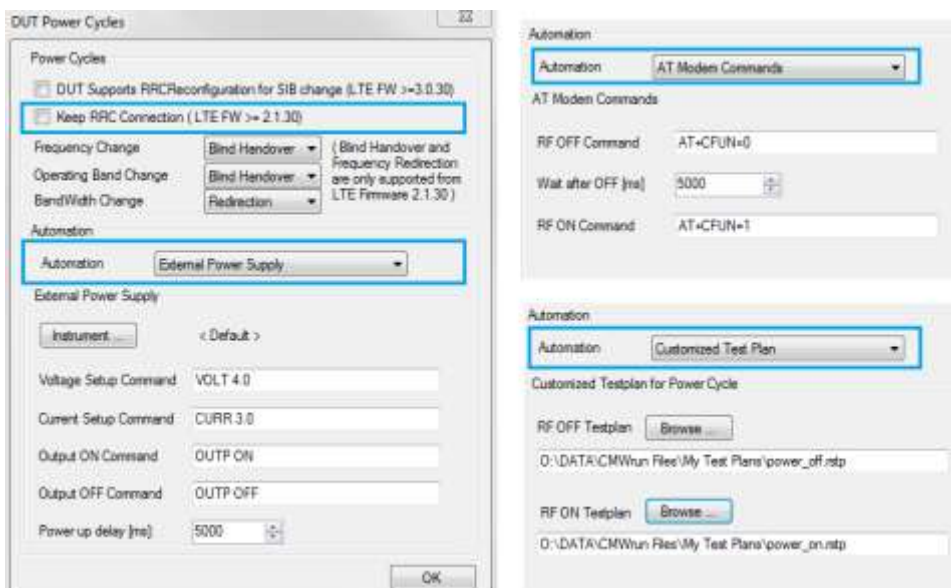 DUT Power Cycles
Power Cycles
DUT Supports RRCReconfiguration for SIB change (LTE FW >=3.0.30)
Keep RRC Connection ( LTE FW >= 2.1.30)
Frequency Change Blind Handover
Operating Band Change Blind Handover
BandWidth Change Redirection
( Blind Handover and
Frequency Redirection
are only supported from
LTE Firmware 2.1.30 )
Automation
Automation External Power Supply
External Power Supply
Instrument ... < Default >
Voltage Setup Command VOLT 4.0
Current Setup Command CURR 3.0
Output ON Command OUTP ON
Output OFF Command OUTP OFF
Power up delay [ms] 5000
OK
Automation
Automation AT Modem Commands
AT Modem Commands
RF OFF Command AT+CFUN=0
Wait after OFF [ms] 5000
RF ON Command AT+CFUN=1
Automation
Automation Customized Test Plan
Customized Testplan for Power Cycle
RF OFF Testplan Browse ...
O:\DATA\CMWrun Files\My Test Plans\power_off.rstp
RF ON Testplan Browse ...
O:\DATA\CMWrun Files\My Test Plans\power_on.rstp